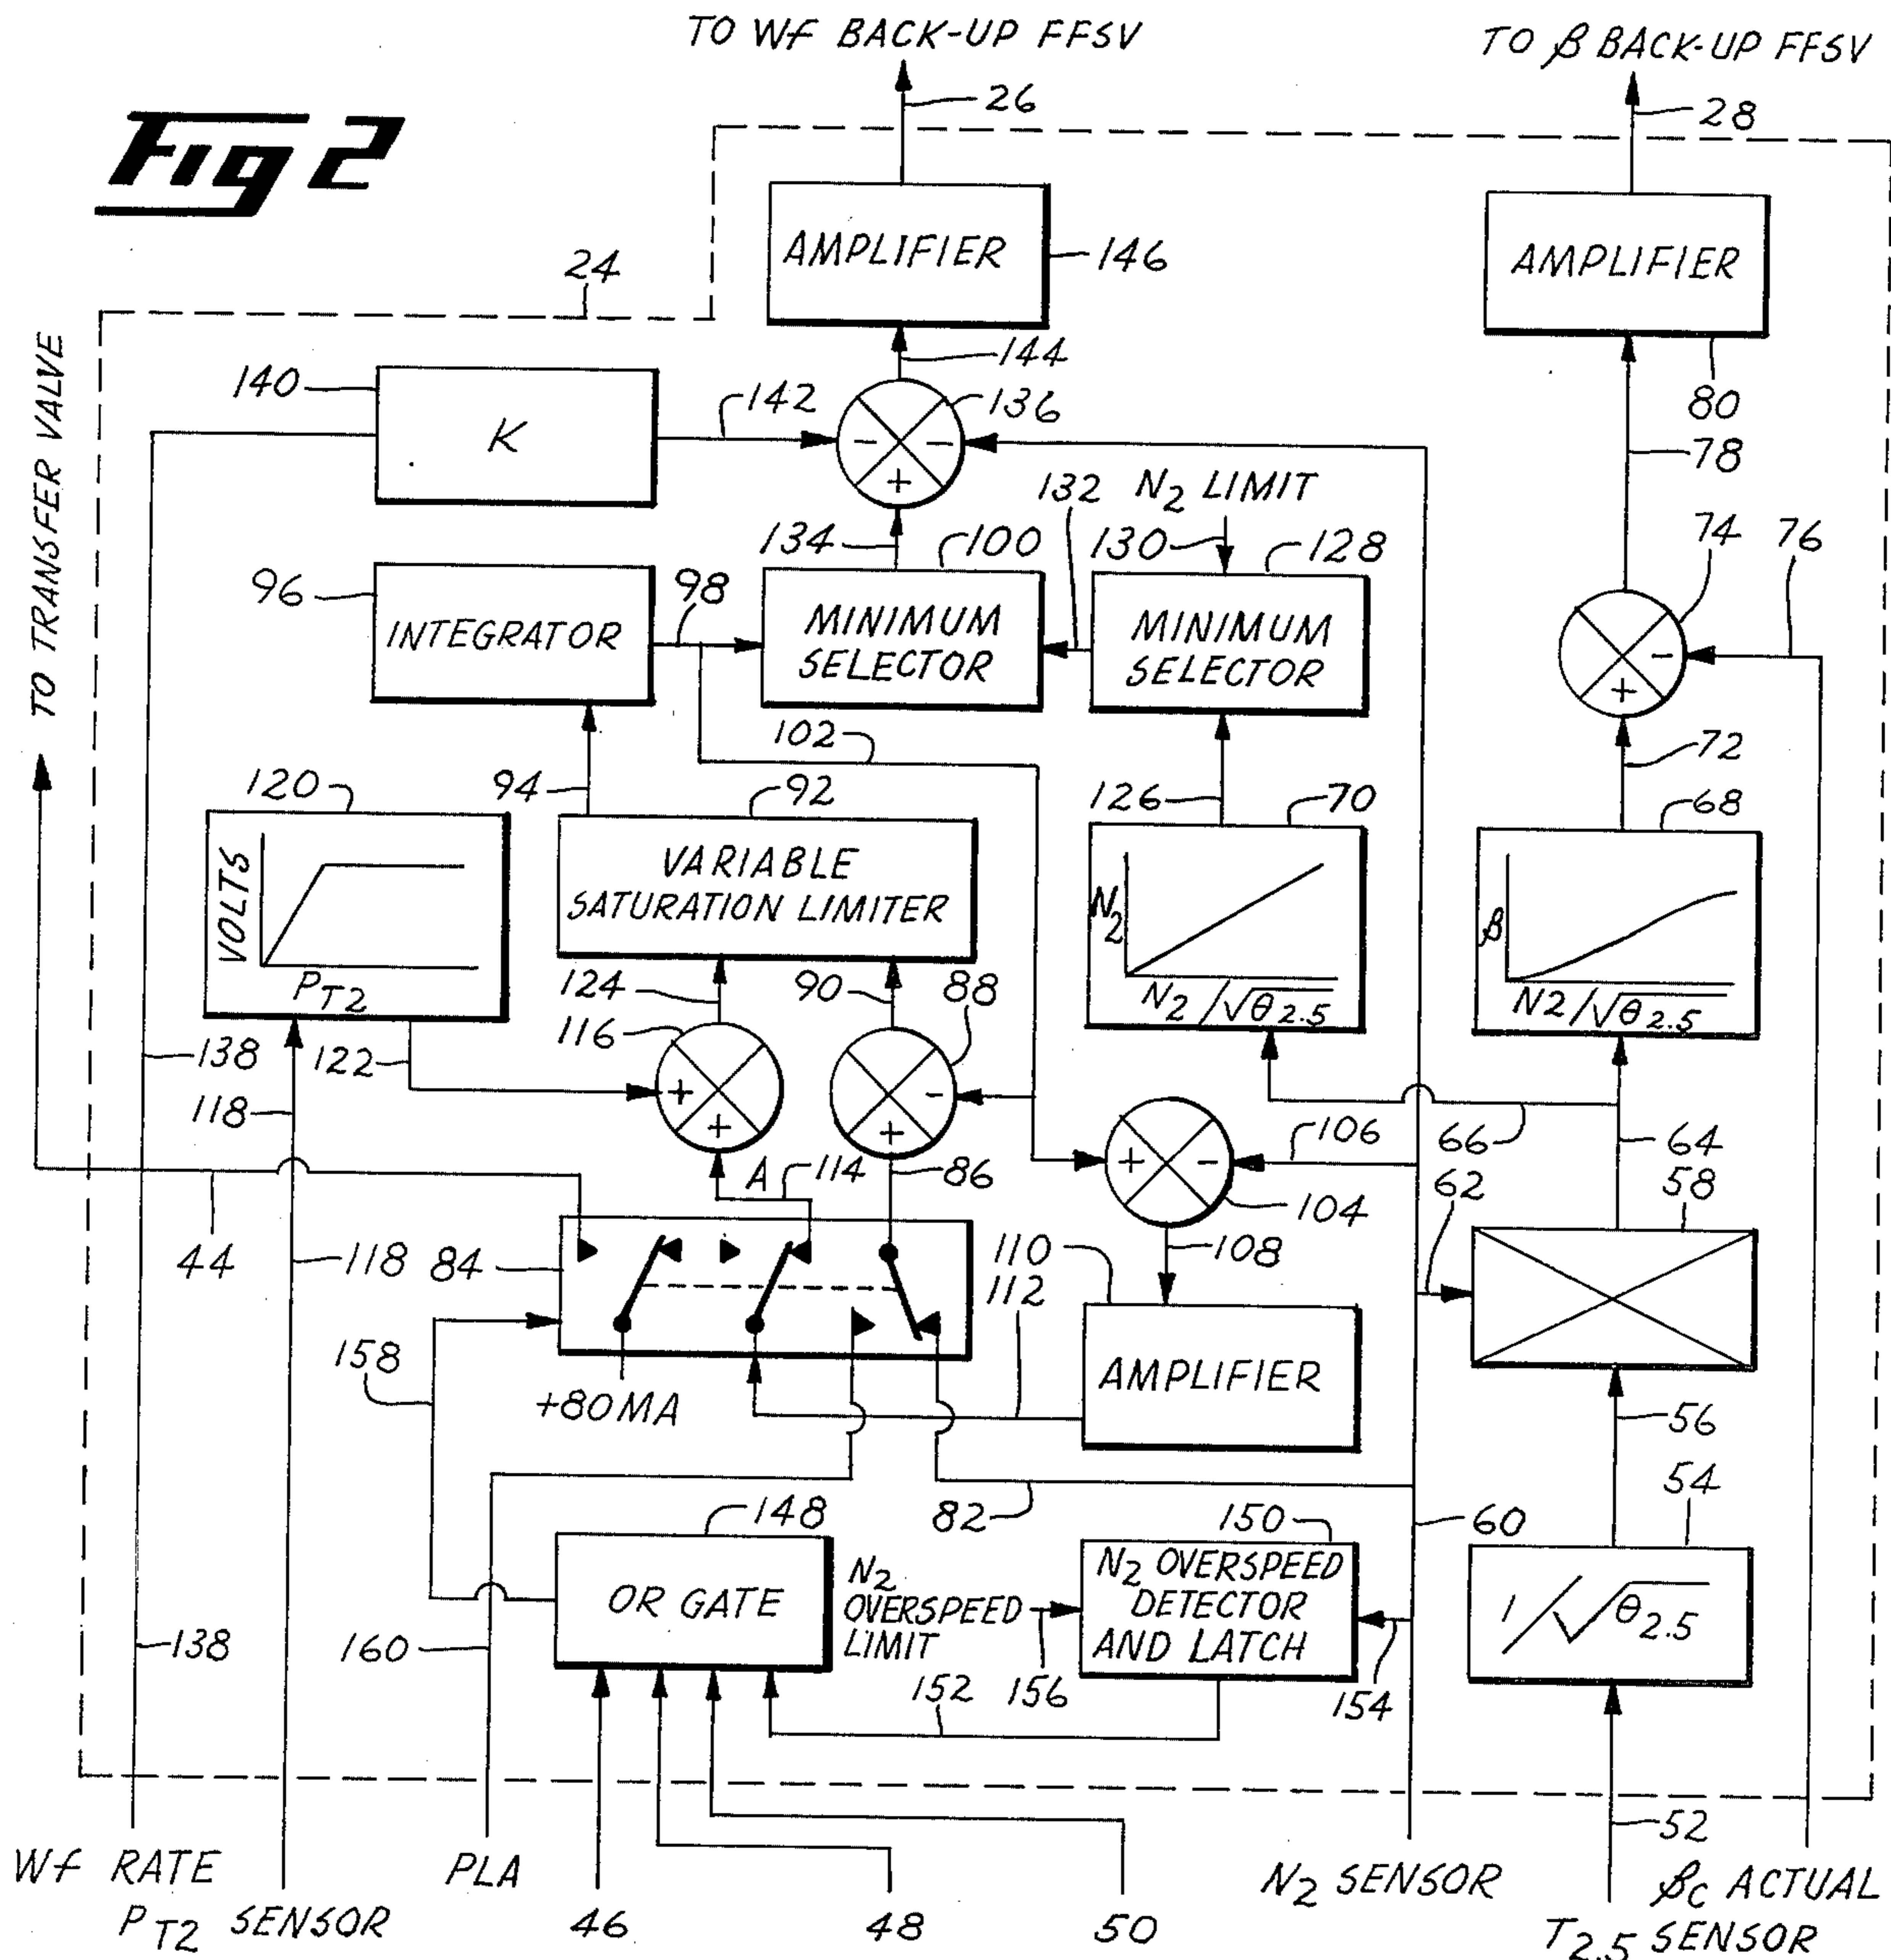 TO Wf BACK-UP FFSV
TO β BACK-UP FFSV
26
28
Fig 2
24
AMPLIFIER
146
AMPLIFIER
80
TO TRANSFER VALVE
144
140
K
142
136
-
-
+
78
132
N2 LIMIT
134
100
130
128
74
76
96
INTEGRATOR
98
MINIMUM
SELECTOR
MINIMUM
SELECTOR
-
+
102
72
120
94
92
126
70
68
VOLTS
PT2
VARIABLE
SATURATION LIMITER
N2
N2/√θ2.5
β
N2/√θ2.5
124
90
88
116
138
122
+
+
-
+
118
106
66
64
+
-
A
114
86
62
58
104
44
118
84
110
112
108
158
+80MA
AMPLIFIER
56
82
54
148
150
60
OR GATE
N2
OVERSPEED
LIMIT
N2 OVERSPEED
DETECTOR
AND LATCH
1/√θ2.5
138
160
152
156
154
52
Wf RATE
PLA
N2 SENSOR
βC ACTUAL
PT2 SENSOR
46
48
50
T2.5 SENSOR